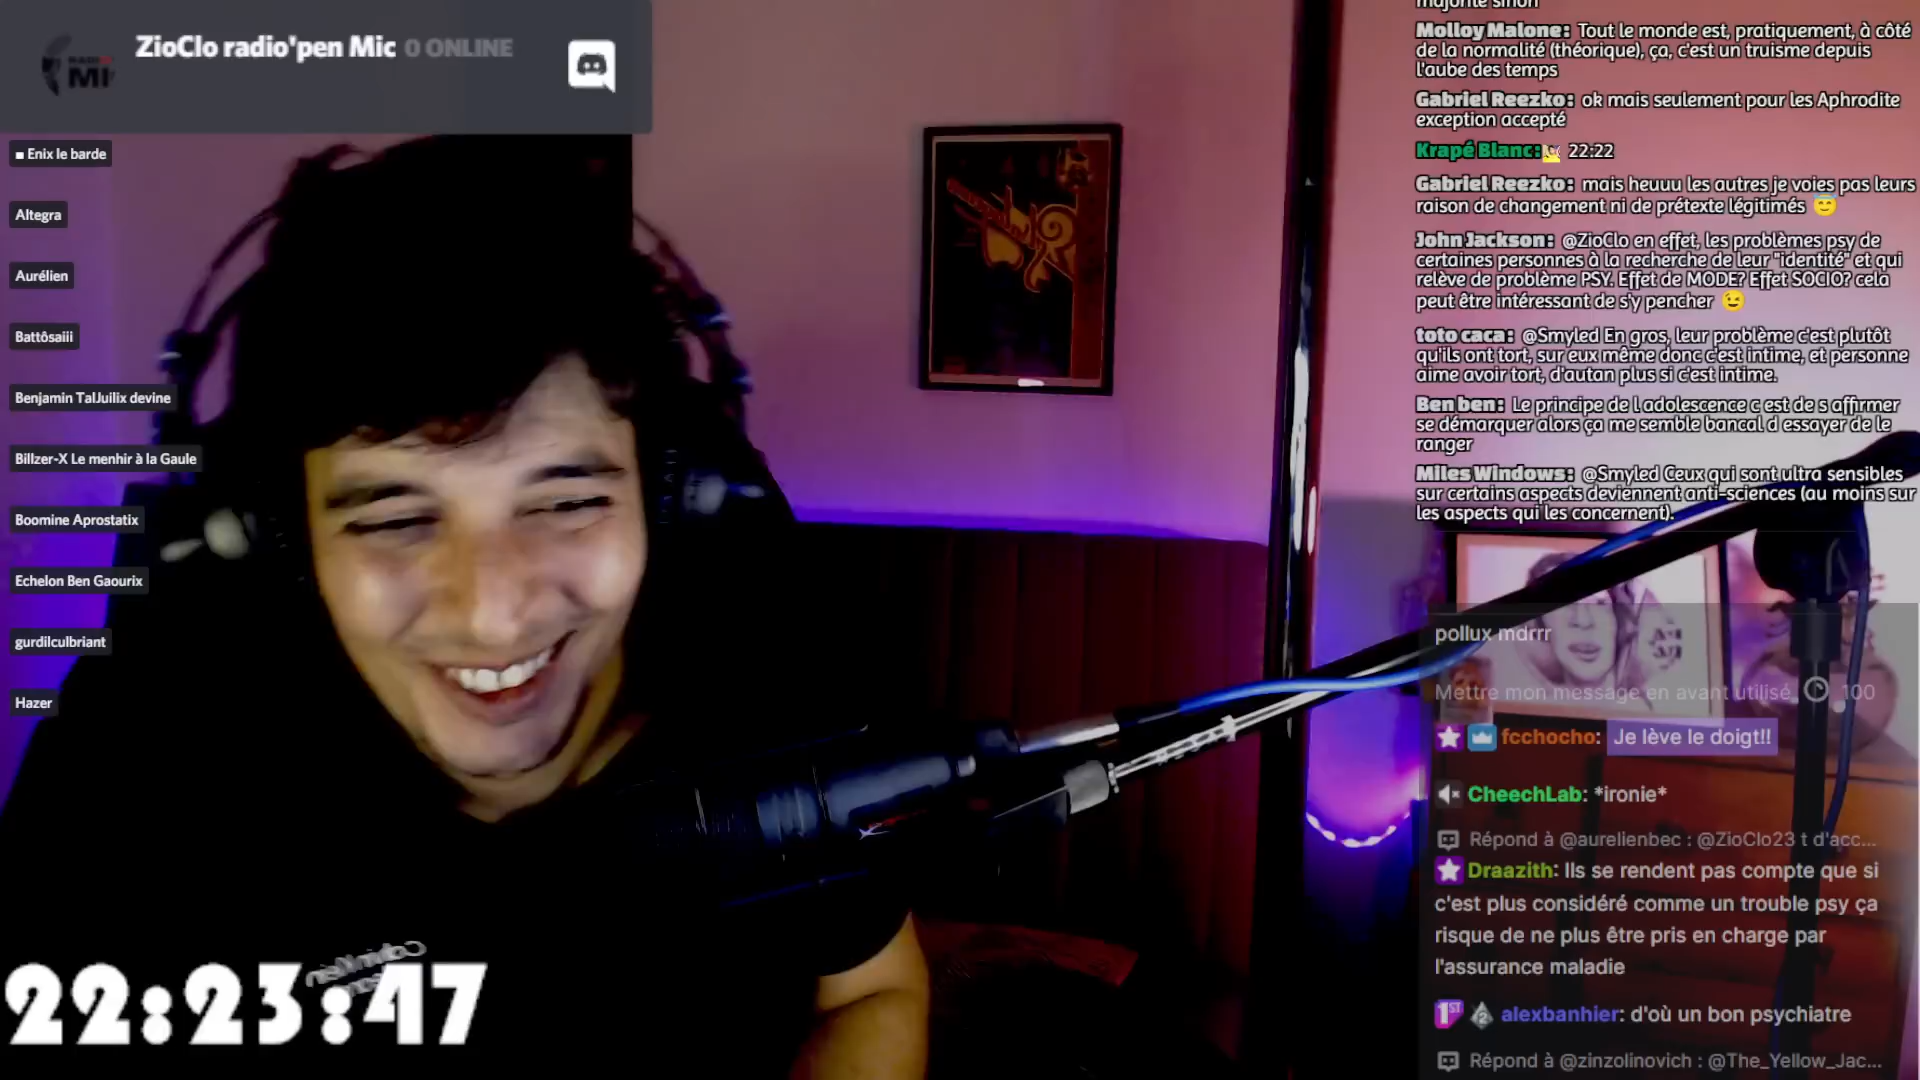 ZioClo radio'pen Mic 0 ONLINE
MI
Enix le barde
Altegra
Aurélien
Battôsaiii
Benjamin TalJuilix devine
Billzer-X Le menhir à la Gaule
Boomine Aprostatix
Echelon Ben Gaourix
gurdilculbriant
Hazer
22:23:47
majorité sinon
Molloy Malone: Tout le monde est, pratiquement, à côté
de la normalité (théorique), ça, c'est un truisme depuis
l'aube des temps
Gabriel Reezko: ok mais seulement pour les Aphrodite
exception accepté
Krapé Blanc: 22:22
Gabriel Reezko: mais heuuu les autres je voies pas leurs
raison de changement ni de prétexte légitimés 😇
John Jackson: @ZioClo en effet, les problèmes psy de
certaines personnes à la recherche de leur "identité" et qui
relève de problème PSY. Effet de MODE? Effet SOCIO? cela
peut être intéressant de s'y pencher 😉
toto caca: @Smyled En gros, leur problème c'est plutôt
qu'ils ont tort, sur eux même donc c'est intime, et personne
aime avoir tort, d'autan plus si c'est intime.
Ben ben: Le principe de l adolescence c est de s affirmer
se démarquer alors ça me semble bancal d essayer de le
ranger
Miles Windows: @Smyled Ceux qui sont ultra sensibles
sur certains aspects deviennent anti-sciences (au moins sur
les aspects qui les concernent).
pollux mdrrr
Mettre mon message en avant utilisé 100
fcchocho: Je lève le doigt!!
CheechLab: *ironie*
Répond à @aurelienbec : @ZioClo23 t d'acc...
Draazith: Ils se rendent pas compte que si
c'est plus considéré comme un trouble psy ça
risque de ne plus être pris en charge par
l'assurance maladie
1ST 2 alexbanhier: d'où un bon psychiatre
Répond à @zinzolinovich : @The_Yellow_Jac...